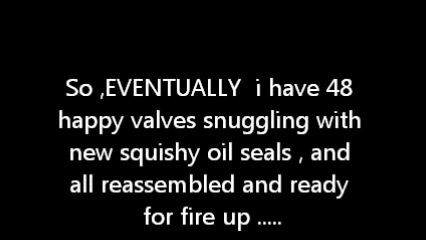 So ,EVENTUALLY  i have 48
happy valves snuggling with
new squishy oil seals , and
all reassembled and ready
for fire up .....